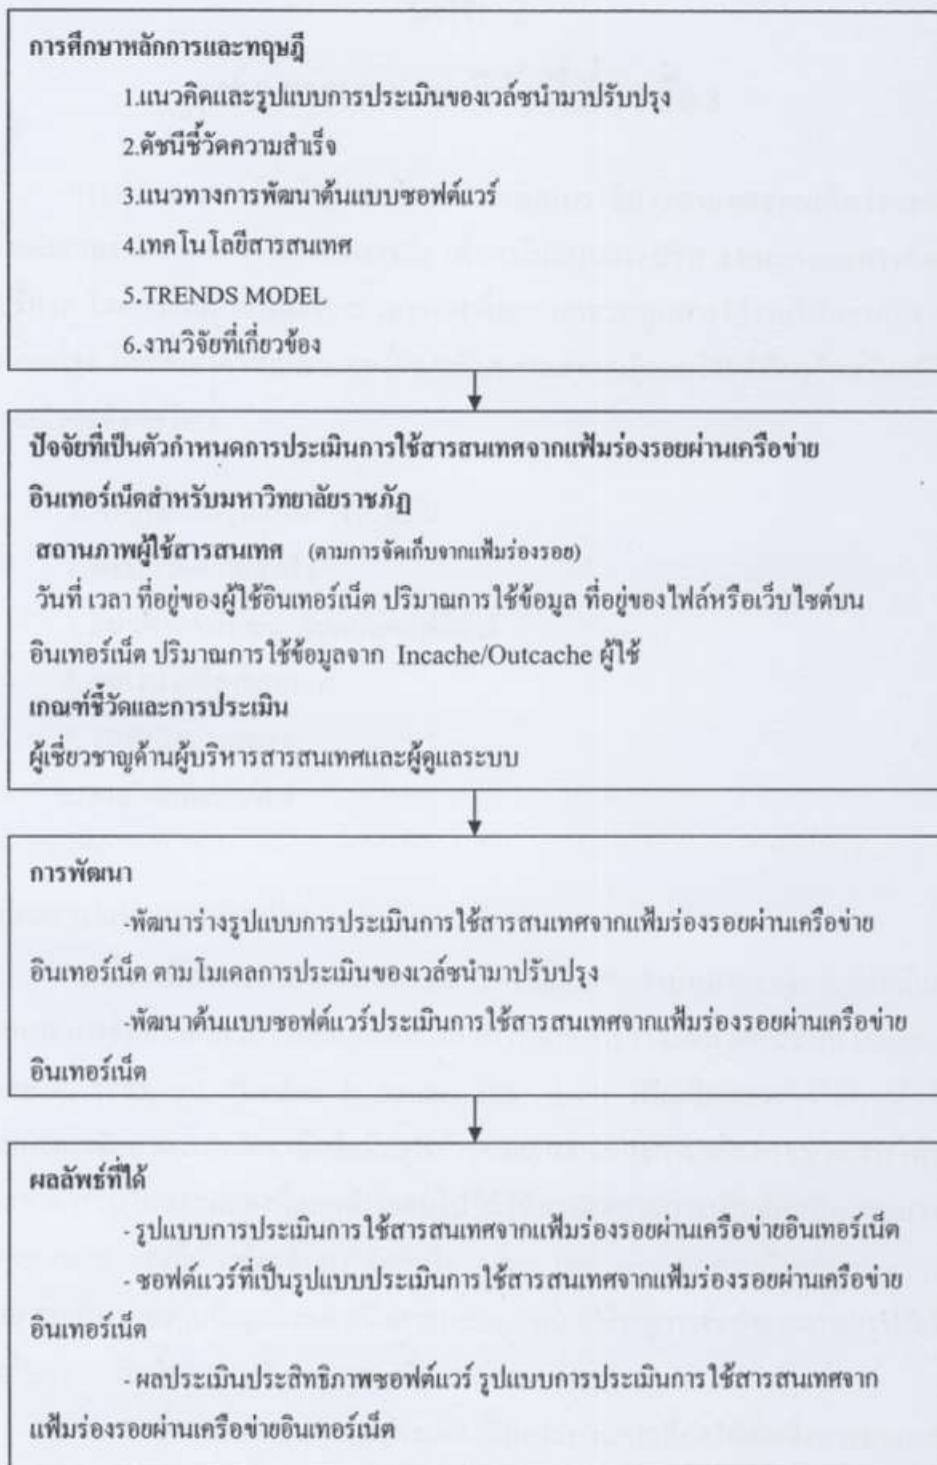 การศึกษาหลักการและทฤษฎี
1.แนวคิดและรูปแบบการประเมินของเวล์ชนำมาปรับปรุง
2.ดัชนีชี้วัดความสำเร็จ
3.แนวทางการพัฒนาต้นแบบซอฟต์แวร์
4.เทคโนโลยีสารสนเทศ
5.TRENDS MODEL
6.งานวิจัยที่เกี่ยวข้อง
ปัจจัยที่เป็นตัวกำหนดการประเมินการใช้สารสนเทศจากแฟ้มร่องรอยผ่านเครือข่าย
อินเทอร์เน็ตสำหรับมหาวิทยาลัยราชภัฏ
สถานภาพผู้ใช้สารสนเทศ (ตามการจัดเก็บจากแฟ้มร่องรอย)
วันที่ เวลา ที่อยู่ของผู้ใช้อินเทอร์เน็ต ปริมาณการใช้ข้อมูล ที่อยู่ของไฟล์หรือเว็บไซต์บน
อินเทอร์เน็ต ปริมาณการใช้ข้อมูลจาก Incache/Outcache ผู้ใช้
เกณฑ์ชี้วัดและการประเมิน
ผู้เชี่ยวชาญด้านผู้บริหารสารสนเทศและผู้ดูแลระบบ
การพัฒนา
-พัฒนาร่างรูปแบบการประเมินการใช้สารสนเทศจากแฟ้มร่องรอยผ่านเครือข่าย
อินเทอร์เน็ต ตามโมเดลการประเมินของเวล์ชนำมาปรับปรุง
-พัฒนาต้นแบบซอฟต์แวร์ประเมินการใช้สารสนเทศจากแฟ้มร่องรอยผ่านเครือข่าย
อินเทอร์เน็ต
ผลลัพธ์ที่ได้
- รูปแบบการประเมินการใช้สารสนเทศจากแฟ้มร่องรอยผ่านเครือข่ายอินเทอร์เน็ต
- ซอฟต์แวร์ที่เป็นรูปแบบประเมินการใช้สารสนเทศจากแฟ้มร่องรอยผ่านเครือข่าย
อินเทอร์เน็ต
- ผลประเมินประสิทธิภาพซอฟต์แวร์ รูปแบบการประเมินการใช้สารสนเทศจาก
แฟ้มร่องรอยผ่านเครือข่ายอินเทอร์เน็ต